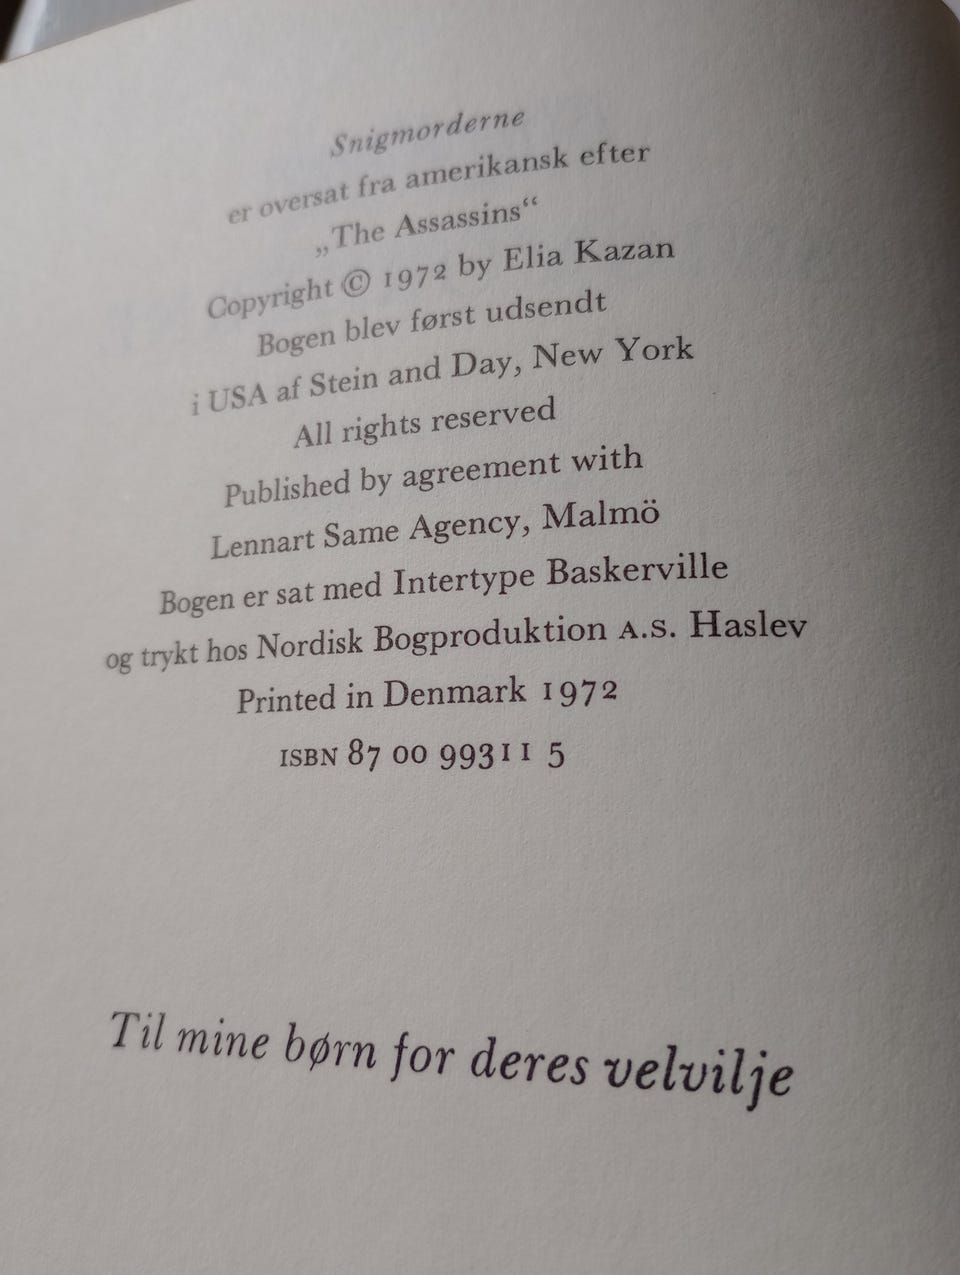 Snigmorderne
er oversat fra amerikansk efter
„The Assassins“
Copyright © 1972 by Elia Kazan
Bogen blev først udsendt
i USA af Stein and Day, New York
All rights reserved
Published by agreement with
Lennart Same Agency, Malmö
Bogen er sat med Intertype Baskerville
og trykt hos Nordisk Bogproduktion A.S. Haslev
Printed in Denmark 1972
ISBN 87 00 99311 5
Til mine børn for deres velvilje